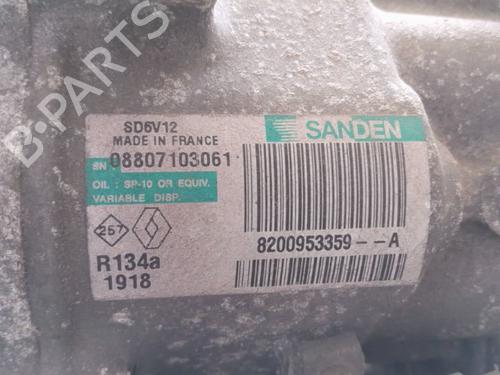 SD6V12
MADE IN FRANCE
SANDEN
SN 08807103061
OIL : SP-10 OR EQUIV.
VARIABLE DISP.
257
R134a
1918
8200953359--A
B-PARTS